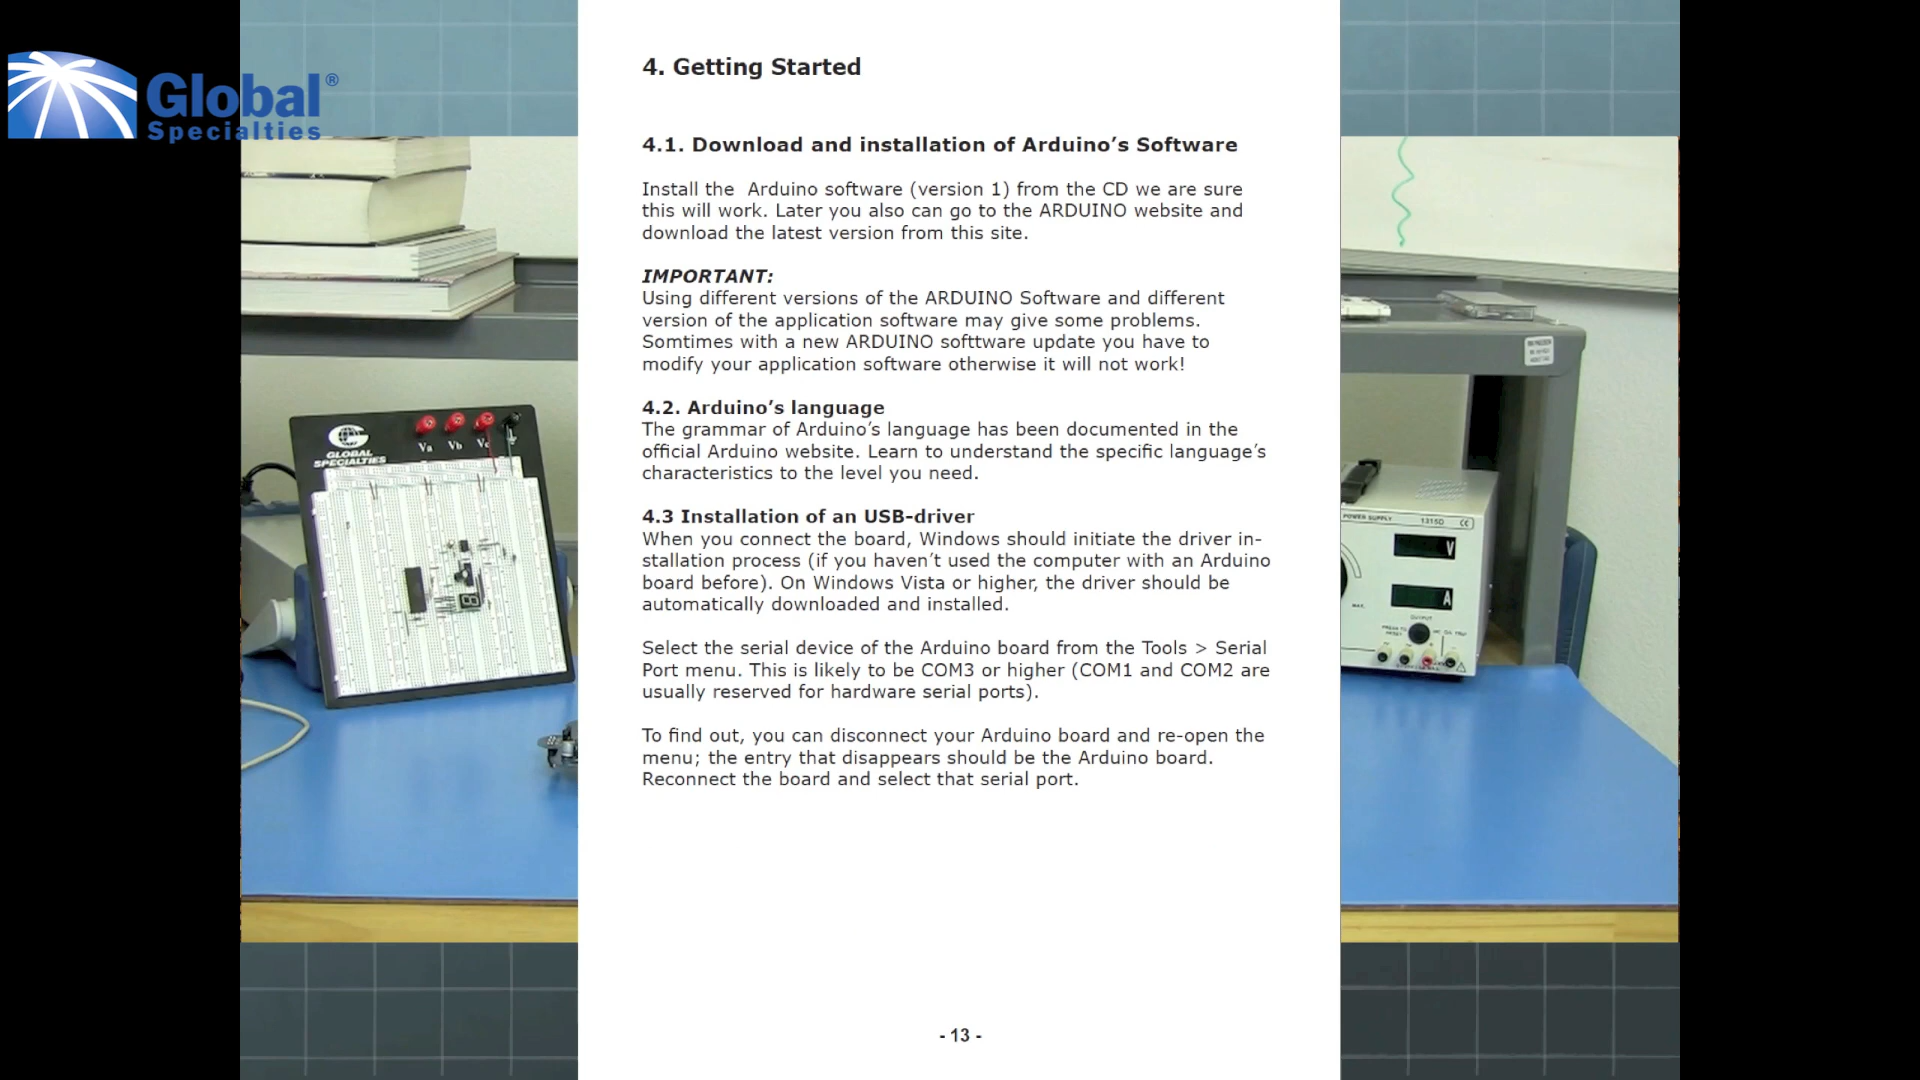 Global®
Specialties
4. Getting Started
4.1. Download and installation of Arduino’s Software
Install the  Arduino software (version 1) from the CD we are sure
this will work. Later you also can go to the ARDUINO website and
download the latest version from this site.
IMPORTANT:
Using different versions of the ARDUINO Software and different
version of the application software may give some problems.
Somtimes with a new ARDUINO softtware update you have to
modify your application software otherwise it will not work!
4.2. Arduino’s language
The grammar of Arduino’s language has been documented in the
official Arduino website. Learn to understand the specific language’s
characteristics to the level you need.
4.3 Installation of an USB-driver
When you connect the board, Windows should initiate the driver in-
stallation process (if you haven’t used the computer with an Arduino
board before). On Windows Vista or higher, the driver should be
automatically downloaded and installed.
Select the serial device of the Arduino board from the Tools > Serial
Port menu. This is likely to be COM3 or higher (COM1 and COM2 are
usually reserved for hardware serial ports).
To find out, you can disconnect your Arduino board and re-open the
menu; the entry that disappears should be the Arduino board.
Reconnect the board and select that serial port.
- 13 -
GLOBAL
SPECIALTIES
Va Vb Vc
POWER SUPPLY 1315D CE
V
A
OUTPUT
MAX.